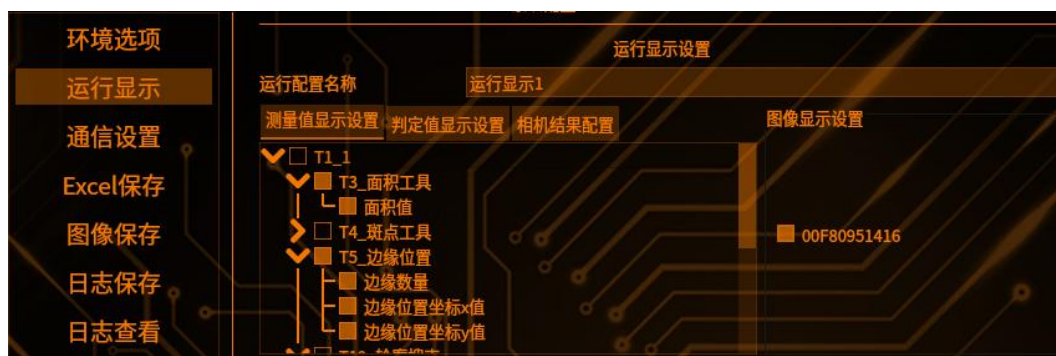 环境选项
运行显示
通信设置
Excel保存
图像保存
日志保存
日志查看
运行显示设置
运行配置名称 运行显示1
测量值显示设置 判定值显示设置 相机结果配置 图像显示设置
T1_1
T3_面积工具
面积值
T4_斑点工具
T5_边缘位置
边缘数量
边缘位置坐标x值
边缘位置坐标y值
00F80951416